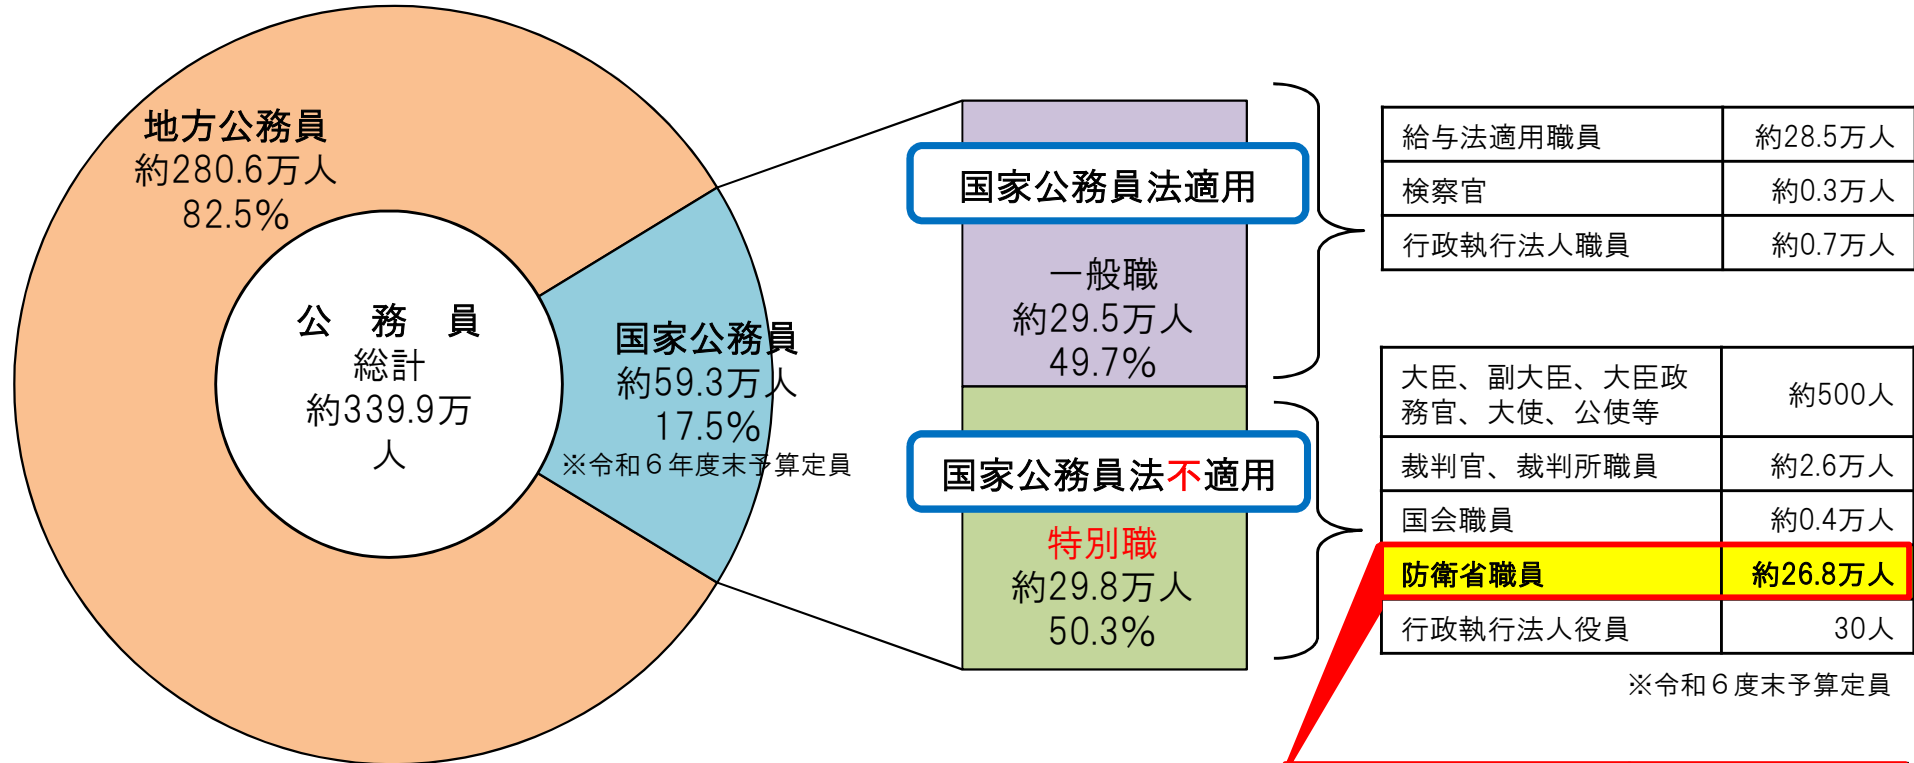 地方公務員
約280.6万人
82.5%
公　務　員
総計
約339.9万
人
国家公務員
約59.3万人
17.5%
※令和６年度末予算定員
国家公務員法適用
一般職
約29.5万人
49.7%
国家公務員法不適用
特別職
約29.8万人
50.3%
給与法適用職員 約28.5万人
検察官 約0.3万人
行政執行法人職員 約0.7万人
大臣、副大臣、大臣政
務官、大使、公使等 約500人
裁判官、裁判所職員 約2.6万人
国会職員 約0.4万人
防衛省職員 約26.8万人
行政執行法人役員 30人
※令和６度末予算定員